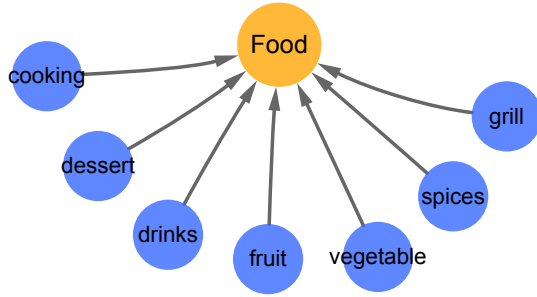 Food
cooking
dessert
drinks
fruit
vegetable
spices
grill